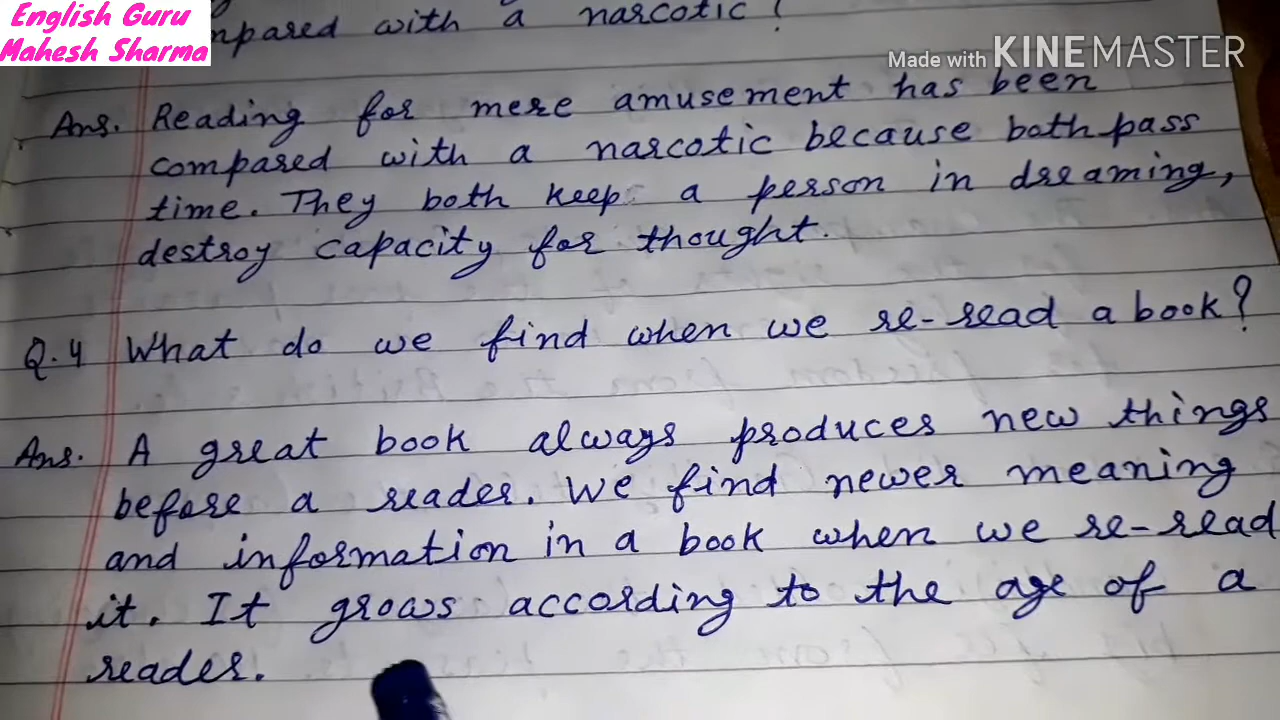 English Guru
Mahesh Sharma
mpared with a narcotic?
Made with KINEMASTER
Ans. Reading for mere amusement has been
compared with a narcotic because both pass
time. They both keep a person in dreaming,
destroy capacity for thought.
Q.4 What do we find when we re-read a book?
Ans. A great book always produces new things
before a reader. We find newer meaning
and information in a book when we re-read
it. It grows according to the age of a
reader.